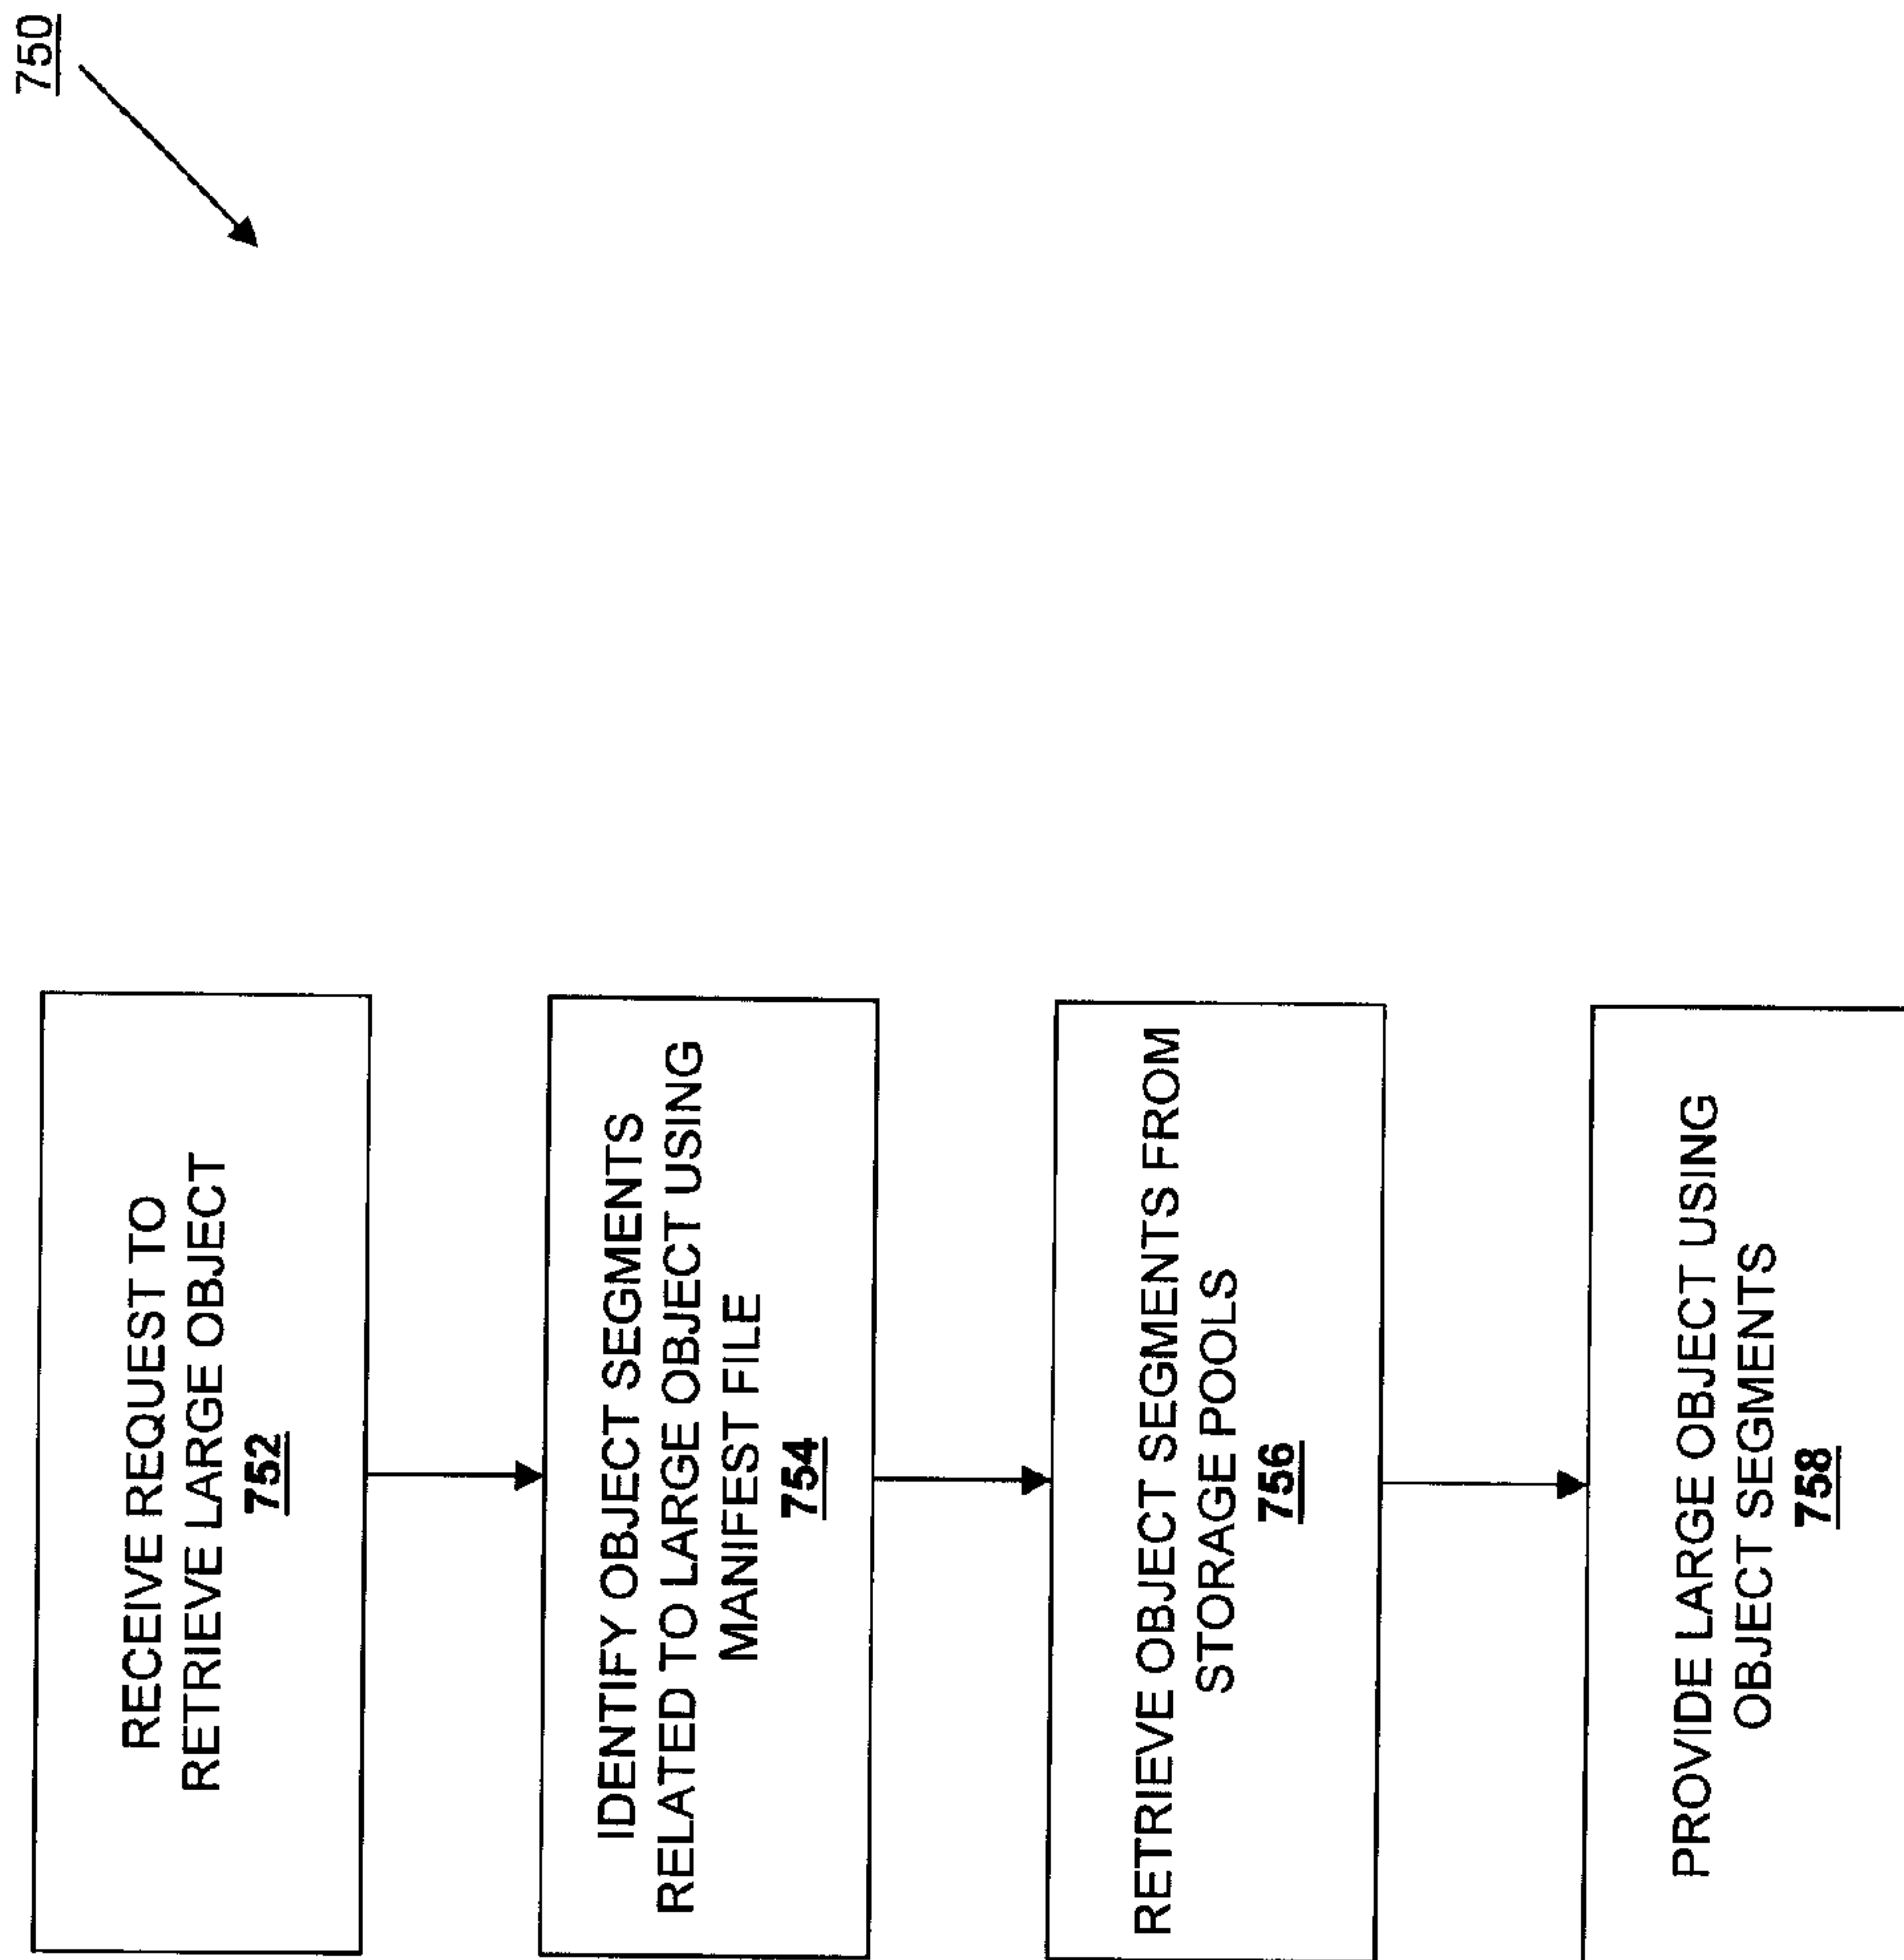 750
RECEIVE REQUEST TO
RETRIEVE LARGE OBJECT
752
IDENTIFY OBJECT SEGMENTS
RELATED TO LARGE OBJECT USING
MANIFEST FILE
754
RETRIEVE OBJECT SEGMENTS FROM
STORAGE POOLS
756
PROVIDE LARGE OBJECT USING
OBJECT SEGMENTS
758